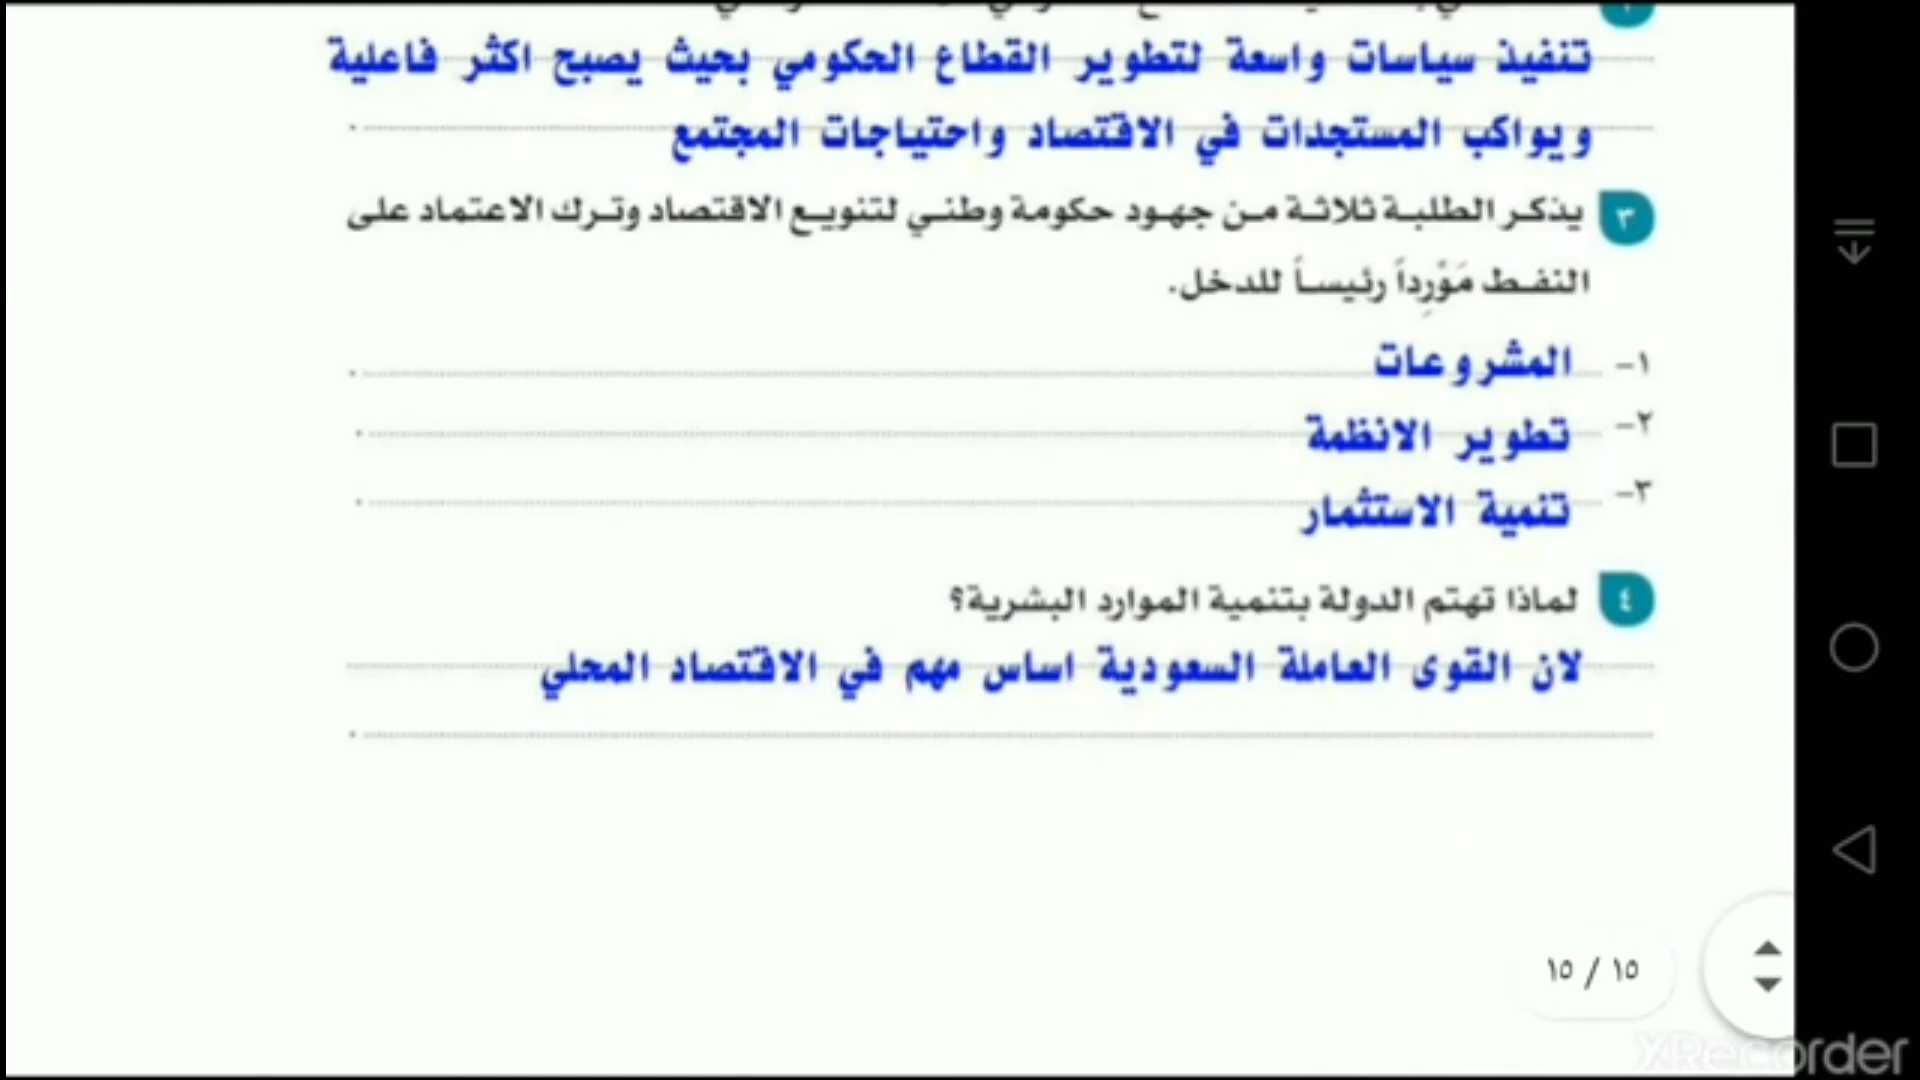 تنفيذ سياسات واسعة لتطوير القطاع الحكومي بحيث يصبح اكثر فاعلية
ويواكب المستجدات في الاقتصاد واحتياجات المجتمع
٣ يذكر الطلبة ثلاثة من جهود حكومة وطني لتنويع الاقتصاد وترك الاعتماد على
النفط مَوْرِداً رئيساً للدخل.
١- المشروعات
٢- تطوير الانظمة
٣- تنمية الاستثمار
٤ لماذا تهتم الدولة بتنمية الموارد البشرية؟
لان القوى العاملة السعودية اساس مهم في الاقتصاد المحلي
١٥ / ١٥
XRecorder